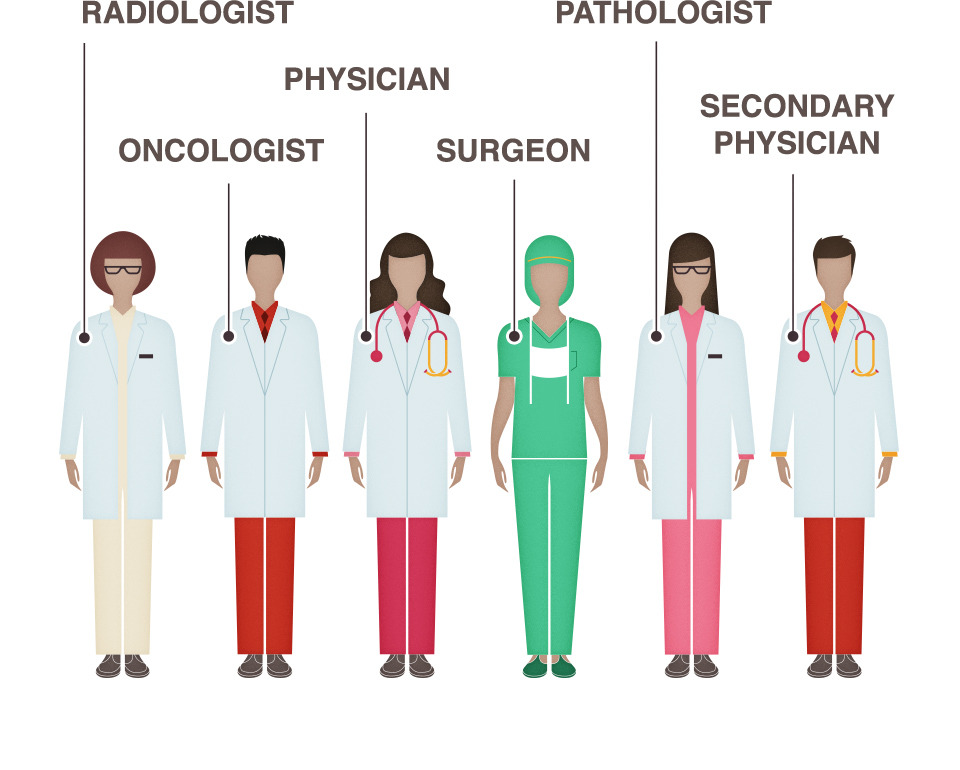 RADIOLOGIST
PATHOLOGIST
PHYSICIAN
SECONDARY
PHYSICIAN
ONCOLOGIST
SURGEON